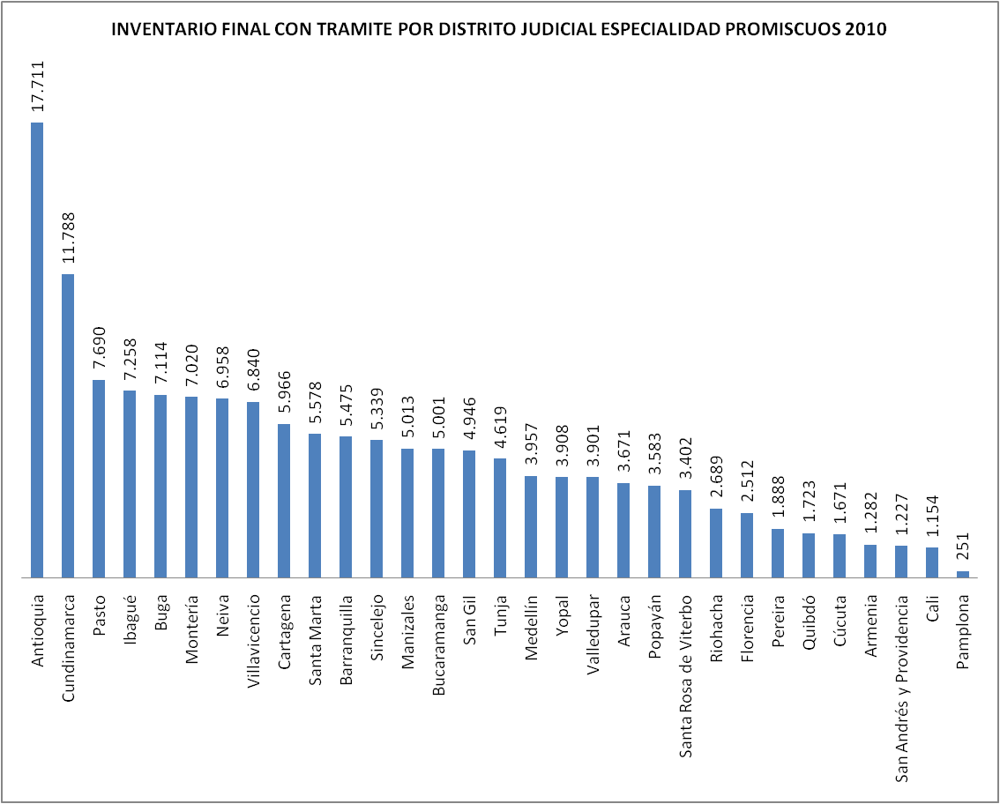 INVENTARIO FINAL CON TRAMITE POR DISTRITO JUDICIAL ESPECIALIDAD PROMISCUOS 2010
17.711
11.788
7.690
7.258
7.114
7.020
6.958
6.840
5.966
5.578
5.475
5.339
5.013
5.001
4.946
4.619
3.957
3.908
3.901
3.671
3.583
3.402
2.689
2.512
1.888
1.723
1.671
1.282
1.227
1.154
251
Antioquia
Cundinamarca
Pasto
Ibagué
Buga
Montería
Neiva
Villavicencio
Cartagena
Santa Marta
Barranquilla
Sincelejo
Manizales
Bucaramanga
San Gil
Tunja
Medellín
Yopal
Valledupar
Arauca
Popayán
Santa Rosa de Viterbo
Riohacha
Florencia
Pereira
Quibdó
Cúcuta
Armenia
San Andrés y Providencia
Cali
Pamplona